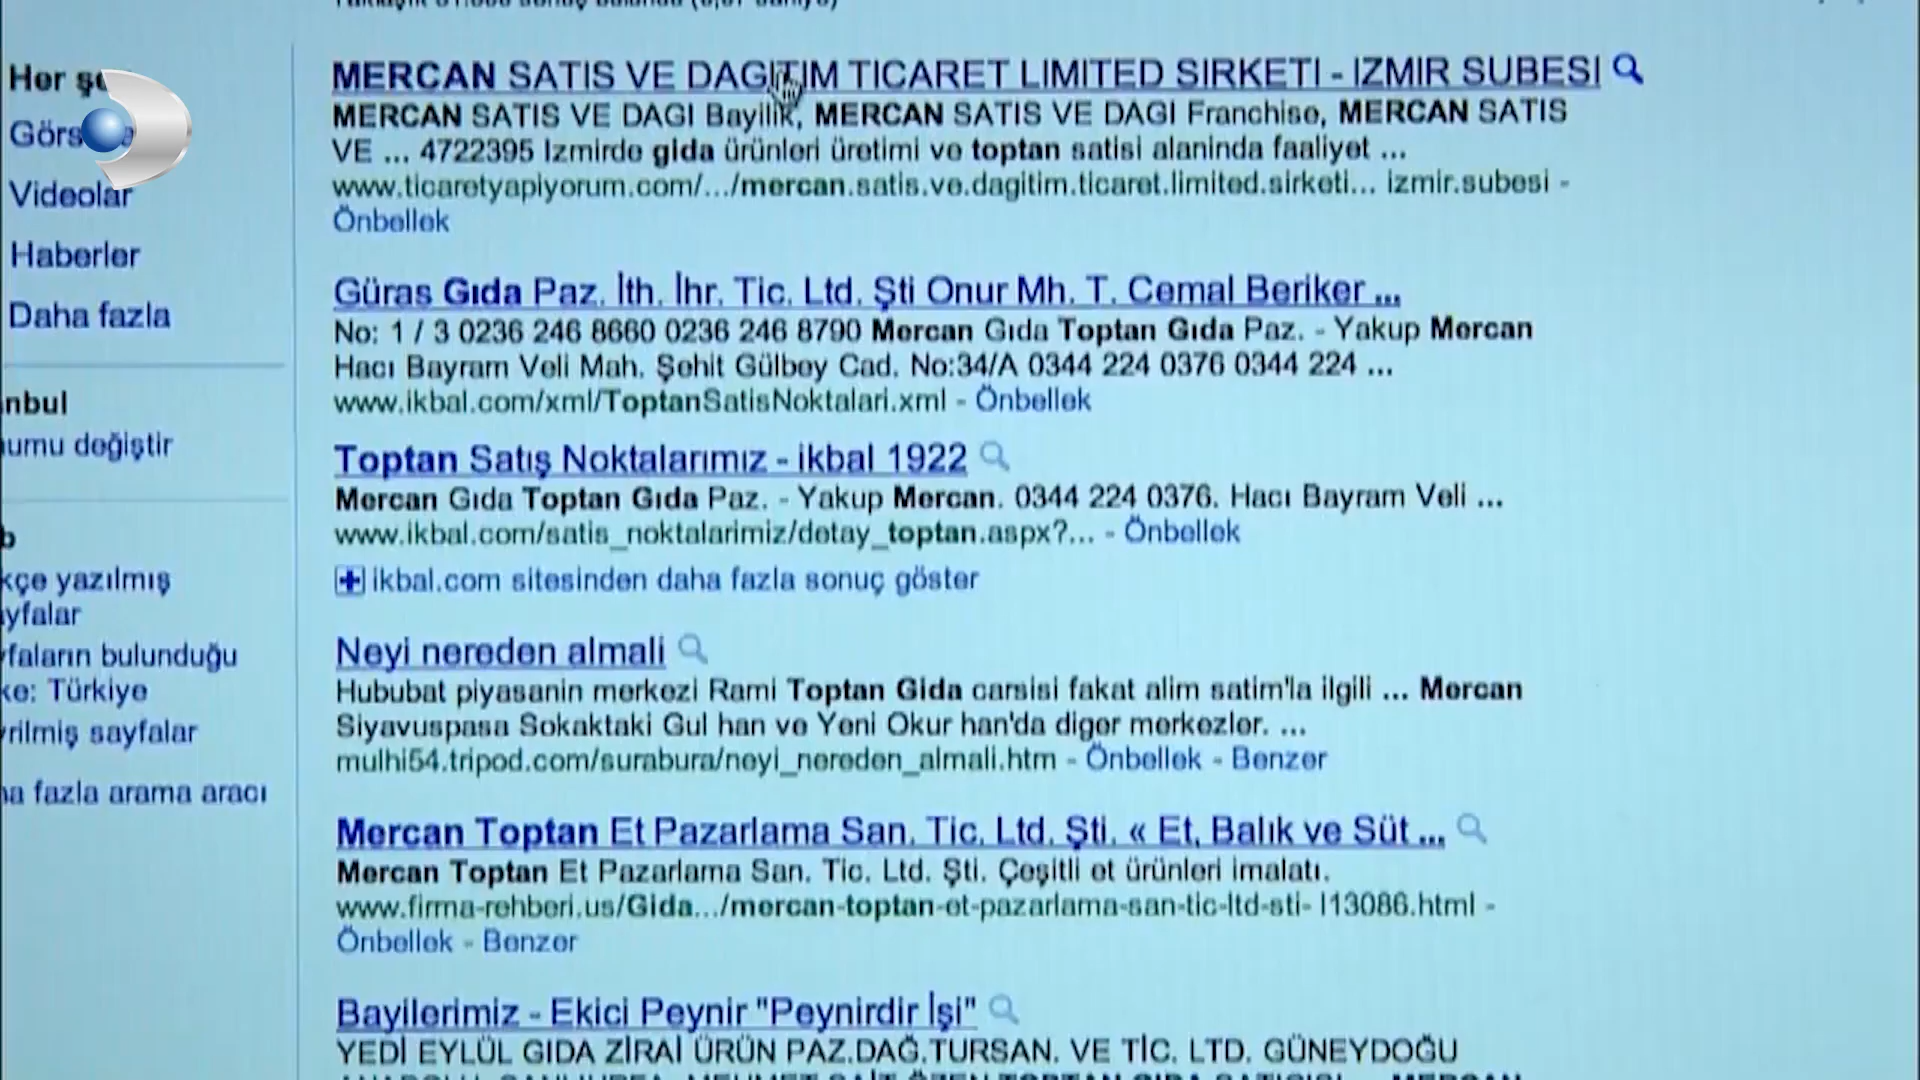 MERCAN SATIS VE DAGITIM TICARET LIMITED SIRKETI - IZMIR SUBESI
MERCAN SATIS VE DAGI Bayilik, MERCAN SATIS VE DAGI Franchise, MERCAN SATIS
VE ... 4722395 Izmirde gida ürünleri üretimi ve toptan satisi alaninda faaliyet ...
www.ticaretyapiyorum.com/.../mercan.satis.ve.dagitim.ticaret.limited.sirketi... izmir.subesi -
Önbellek
Güras Gıda Paz. İth. İhr. Tic. Ltd. Şti Onur Mh. T. Cemal Beriker ...
No: 1 / 3 0236 246 8660 0236 246 8790 Mercan Gıda Toptan Gıda Paz. - Yakup Mercan
Hacı Bayram Veli Mah. Şehit Gülbey Cad. No:34/A 0344 224 0376 0344 224 ...
www.ikbal.com/xml/ToptanSatisNoktalari.xml - Önbellek
Toptan Satış Noktalarımız - ikbal 1922
Mercan Gıda Toptan Gıda Paz. - Yakup Mercan. 0344 224 0376. Hacı Bayram Veli ...
www.ikbal.com/satis_noktalarimiz/detay_toptan.aspx?... - Önbellek
ikbal.com sitesinden daha fazla sonuç göster
Neyi nereden almali
Hububat piyasanin merkezi Rami Toptan Gida carsisi fakat alim satim'la ilgili ... Mercan
Siyavuspasa Sokaktaki Gul han ve Yeni Okur han'da diger merkezler. ...
mulhi54.tripod.com/surabura/neyi_nereden_almali.htm - Önbellek - Benzer
Mercan Toptan Et Pazarlama San. Tic. Ltd. Şti. « Et, Balık ve Süt ...
Mercan Toptan Et Pazarlama San. Tic. Ltd. Şti. Çeşitli et ürünleri imalatı.
www.firma-rehberi.us/Gida.../mercan-toptan-et-pazarlama-san-tic-ltd-sti- l13086.html -
Önbellek - Benzer
Bayilerimiz - Ekici Peynir "Peynirdir İşi"
YEDİ EYLÜL GIDA ZİRAİ ÜRÜN PAZ.DAĞ.TURSAN. VE TİC. LTD. GÜNEYDOĞU
Her
Videolar
Haberler
Daha fazla
nbul
umu değiştir
b
kçe yazılmış
yfalar
faların bulunduğu
ke: Türkiye
rilmiş sayfalar
a fazla arama aracı